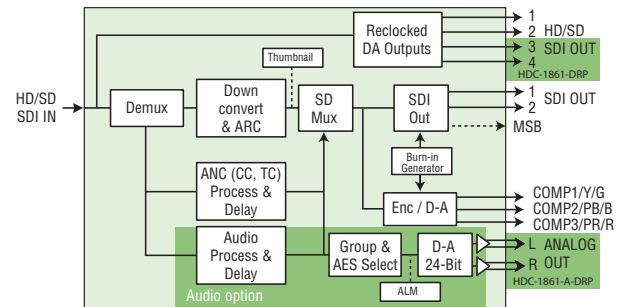 Reclocked
DA Outputs
1
2 HD/SD
3 SDI OUT
4
HDC-1861-DRP
Thumbnail
HD/SD
SDI IN
Demux
Down
convert
& ARC
SD
Mux
SDI
Out
1
2
SDI OUT
MSB
Burn-in
Generator
ANC (CC, TC)
Process &
Delay
Enc / D-A
COMP1/Y/G
COMP2/PB/B
COMP3/PR/R
Audio
Process &
Delay
Group &
AES Select
D-A
24-Bit
L ANALOG
R OUT
HDC-1861-A-DRP
ALM
Audio option